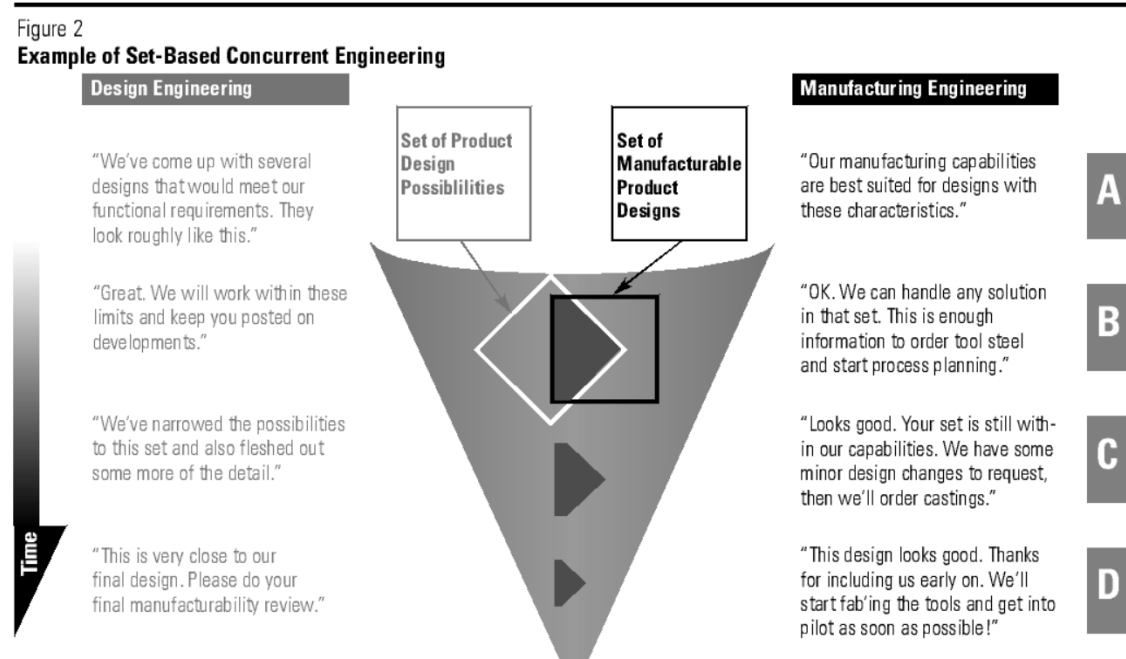 Figure 2
Example of Set-Based Concurrent Engineering
Design Engineering
Manufacturing Engineering
Set of Product
Design
Possiblilities
Set of
Manufacturable
Product
Designs
“We’ve come up with several
designs that would meet our
functional requirements. They
look roughly like this.”
“Our manufacturing capabilities
are best suited for designs with
these characteristics.”
A
“Great. We will work within these
limits and keep you posted on
developments.”
“OK. We can handle any solution
in that set. This is enough
information to order tool steel
and start process planning.”
B
“We’ve narrowed the possibilities
to this set and also fleshed out
some more of the detail.”
“Looks good. Your set is still with-
in our capabilities. We have some
minor design changes to request,
then we’ll order castings.”
C
Time
“This is very close to our
final design. Please do your
final manufacturability review.”
“This design looks good. Thanks
for including us early on. We’ll
start fab’ing the tools and get into
pilot as soon as possible!”
D